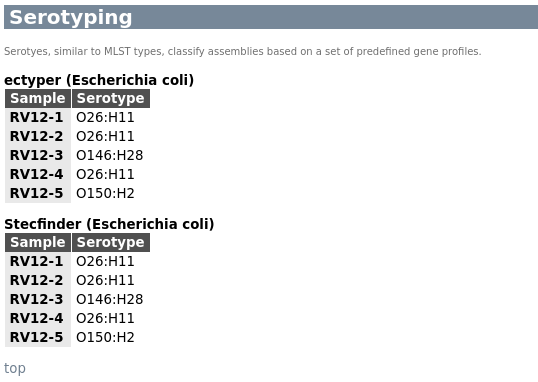 Serotyping
Serotyes, similar to MLST types, classify assemblies based on a set of predefined gene profiles.
ectyper (Escherichia coli)
Sample Serotype
RV12-1 O26:H11
RV12-2 O26:H11
RV12-3 O146:H28
RV12-4 O26:H11
RV12-5 O150:H2
Stecfinder (Escherichia coli)
Sample Serotype
RV12-1 O26:H11
RV12-2 O26:H11
RV12-3 O146:H28
RV12-4 O26:H11
RV12-5 O150:H2
top